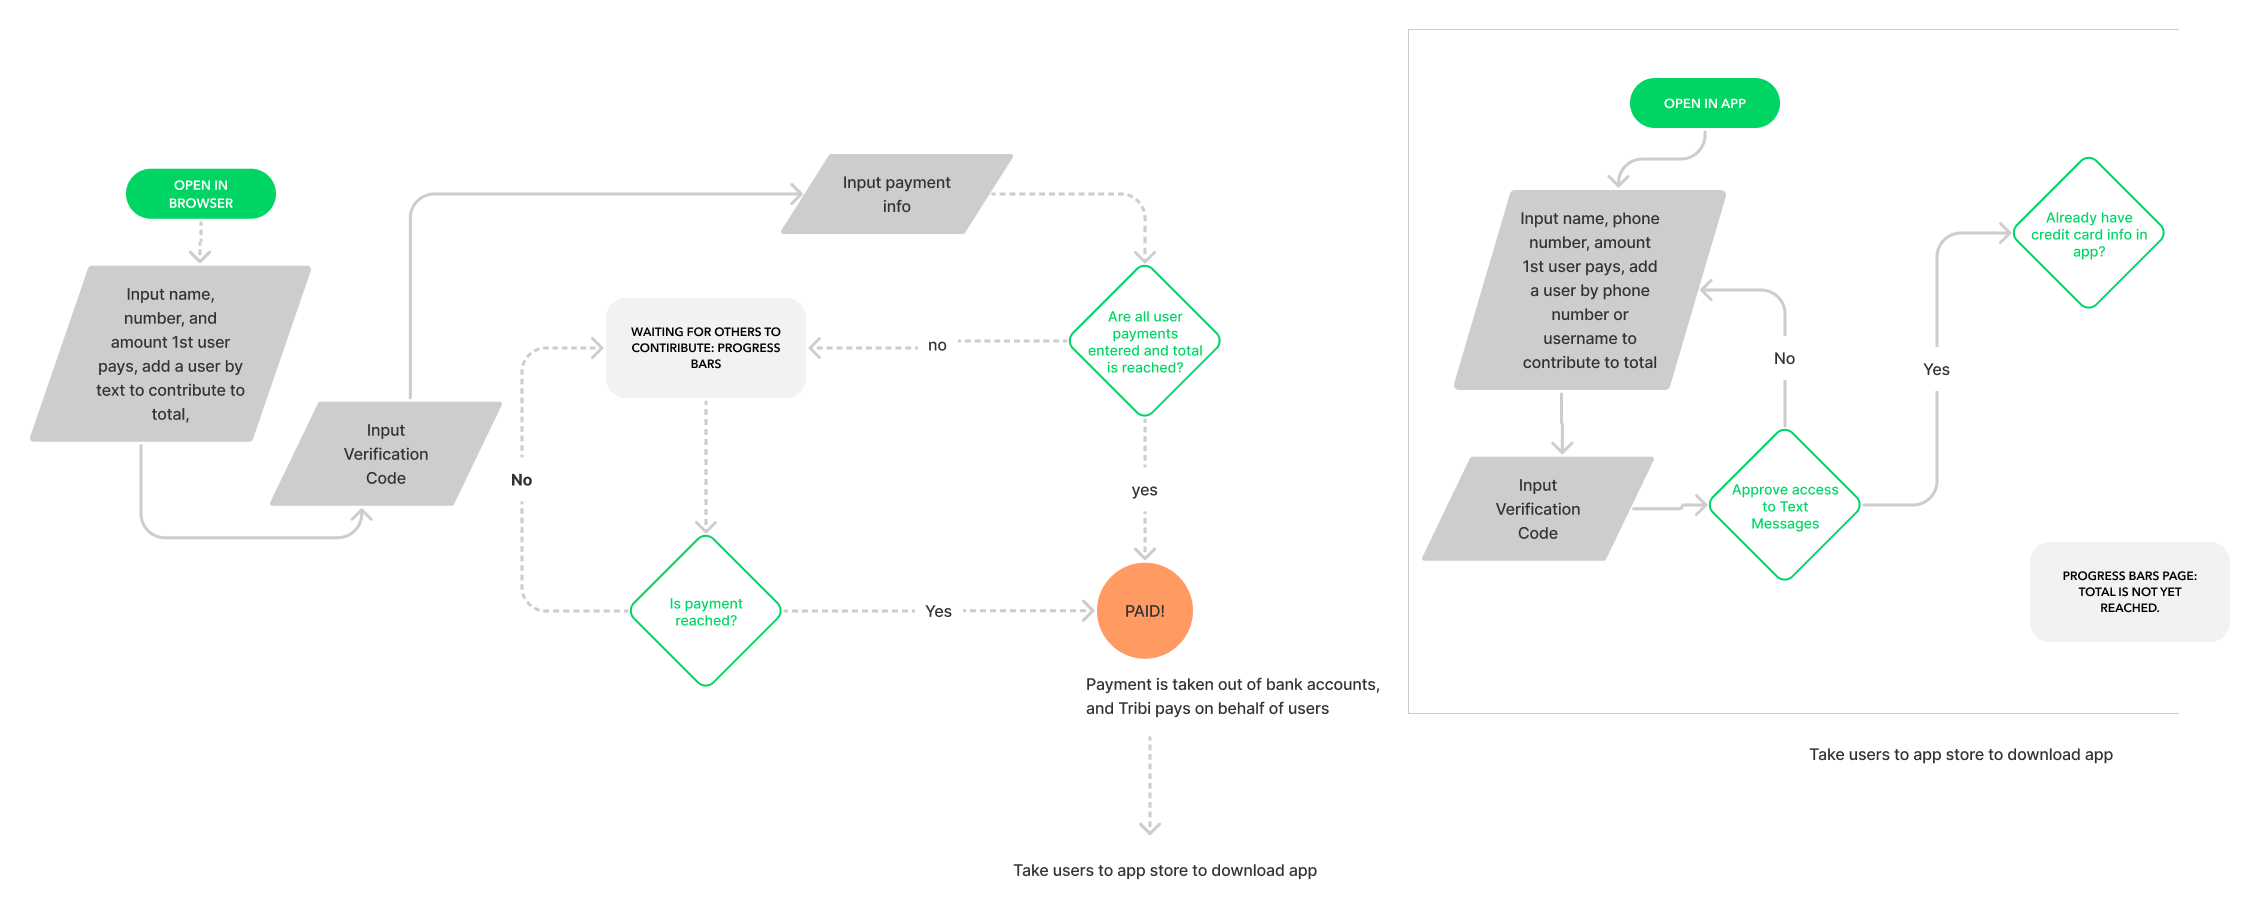 OPEN IN
BROWSER
Input name,
number, and
amount 1st user
pays, add a user by
text to contribute to
total,
Input
Verification
Code
Input payment
info
Are all user
payments
entered and total
is reached?
no
WAITING FOR OTHERS TO
CONTIRIBUTE: PROGRESS
BARS
No
yes
Is payment
reached?
Yes
PAID!
Payment is taken out of bank accounts,
and Tribi pays on behalf of users
Take users to app store to download app
OPEN IN APP
Input name, phone
number, amount
1st user pays, add
a user by phone
number or
username to
contribute to total
Input
Verification
Code
Approve access
to Text
Messages
No
Yes
Already have
credit card info in
app?
PROGRESS BARS PAGE:
TOTAL IS NOT YET
REACHED.
Take users to app store to download app